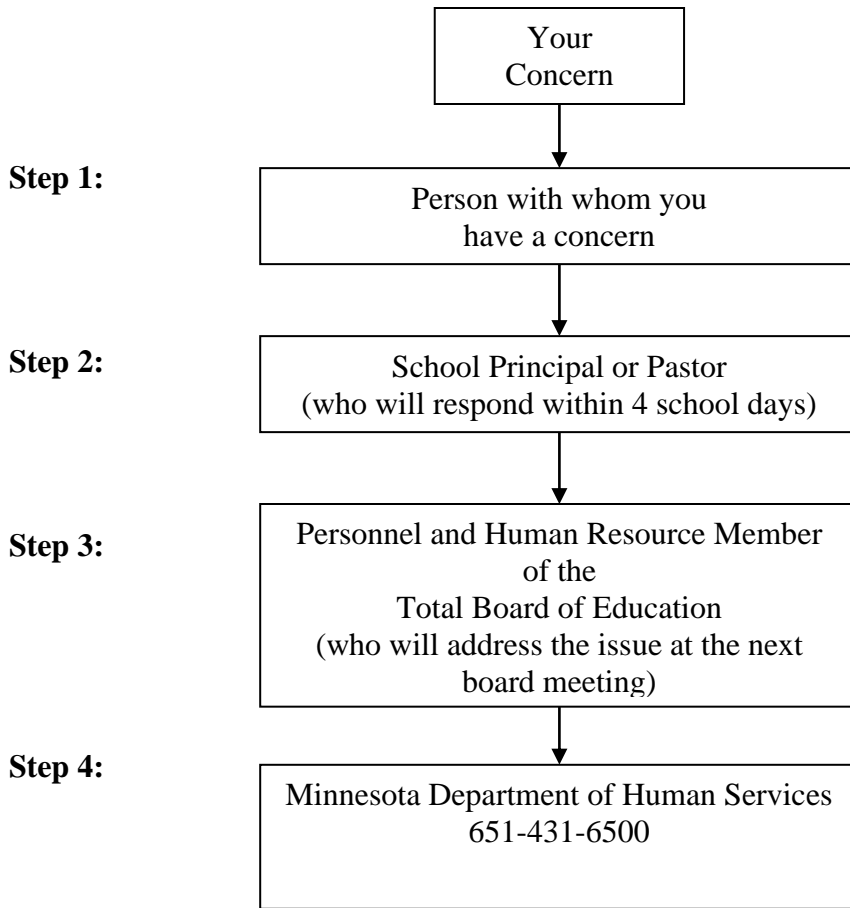 Your
Concern
Step 1:
Person with whom you
have a concern
Step 2:
School Principal or Pastor
(who will respond within 4 school days)
Step 3:
Personnel and Human Resource Member
of the
Total Board of Education
(who will address the issue at the next
board meeting)
Step 4:
Minnesota Department of Human Services
651-431-6500